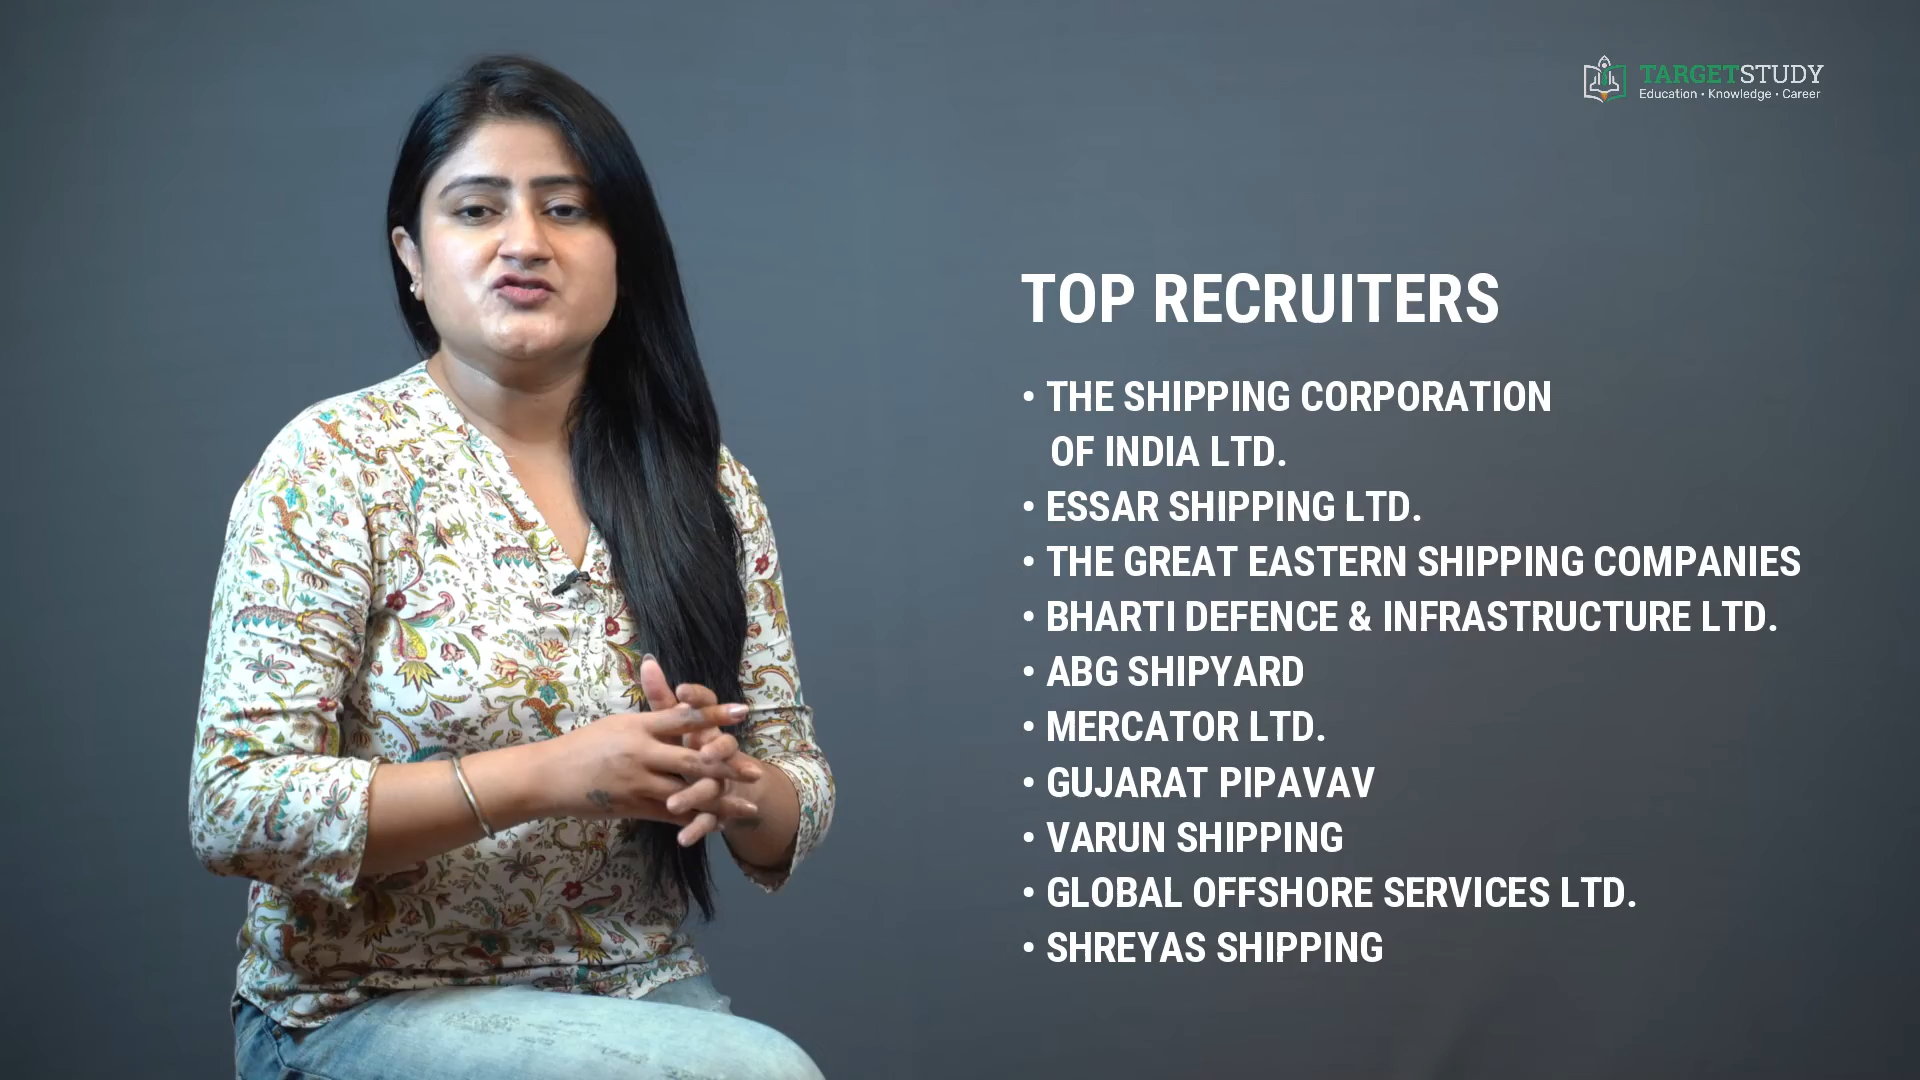 TARGETSTUDY
Education • Knowledge • Career
TOP RECRUITERS
• THE SHIPPING CORPORATION
OF INDIA LTD.
• ESSAR SHIPPING LTD.
• THE GREAT EASTERN SHIPPING COMPANIES
• BHARTI DEFENCE & INFRASTRUCTURE LTD.
• ABG SHIPYARD
• MERCATOR LTD.
• GUJARAT PIPAVAV
• VARUN SHIPPING
• GLOBAL OFFSHORE SERVICES LTD.
• SHREYAS SHIPPING